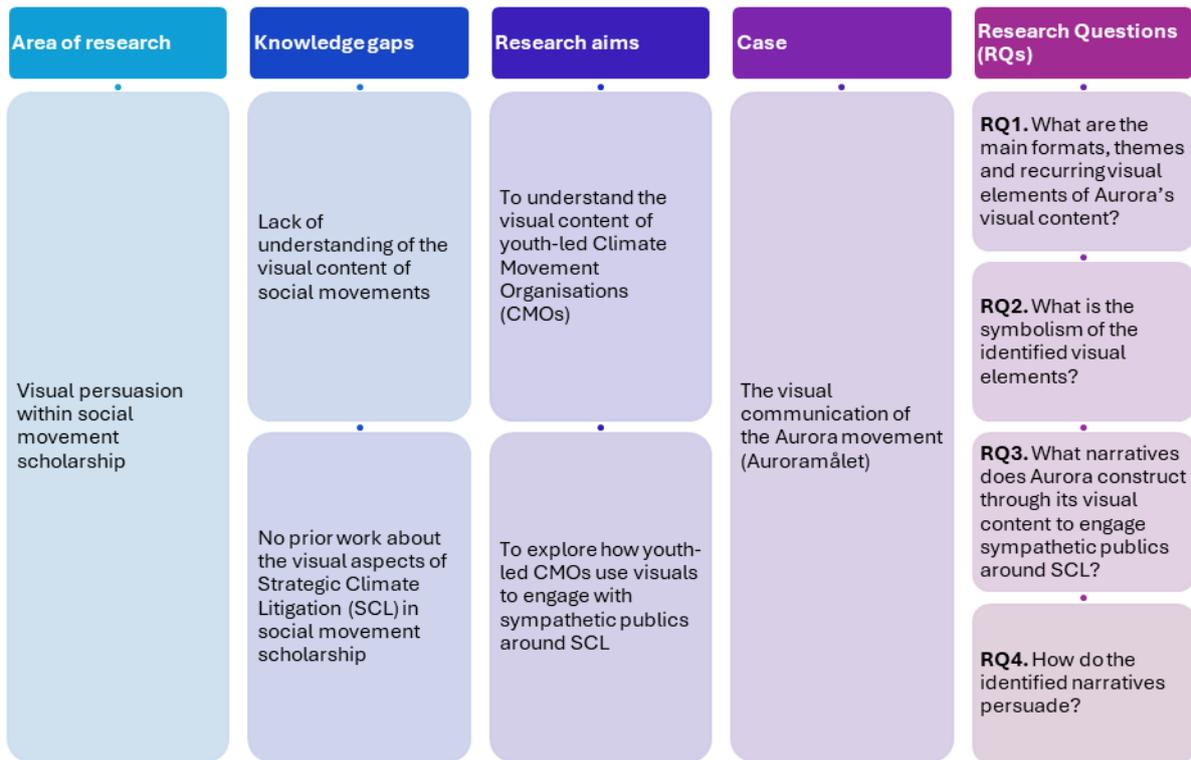 Area of research
Visual persuasion
within social
movement
scholarship
Knowledge gaps
Lack of
understanding of the
visual content of
social movements
No prior work about
the visual aspects of
Strategic Climate
Litigation (SCL) in
social movement
scholarship
Research aims
To understand the
visual content of
youth-led Climate
Movement
Organisations
(CMOs)
To explore how youth-
led CMOs use visuals
to engage with
sympathetic publics
around SCL
Case
The visual
communication of
the Aurora movement
(Auroramålet)
Research Questions
(RQs)
RQ1. What are the
main formats, themes
and recurring visual
elements of Aurora’s
visual content?
RQ2. What is the
symbolism of the
identified visual
elements?
RQ3. What narratives
does Aurora construct
through its visual
content to engage
sympathetic publics
around SCL?
RQ4. How do the
identified narratives
persuade?